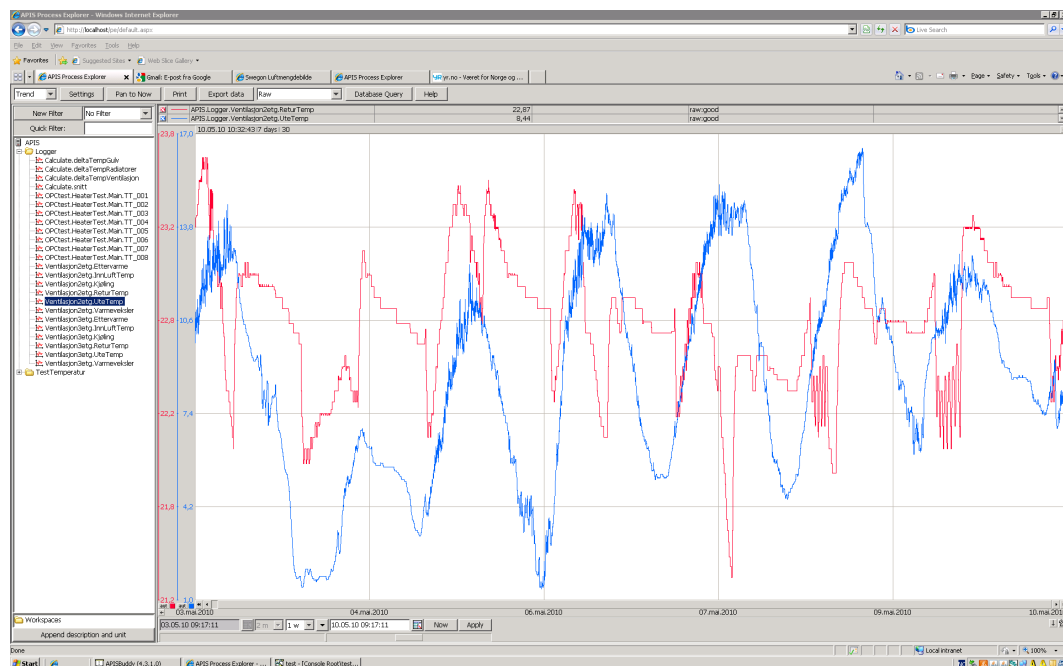 APIS Process Explorer - Windows Internet Explorer
http://localhost/pe/default.aspx
Live Search
File Edit View Favorites Tools Help
Favorites Suggested Sites Web Slice Gallery
APIS Process Explorer Gmail: E-post fra Google Swegon Luftmengdebilde APIS Process Explorer yr.no - Været for Norge og ... Page Safety Tools
Trend Settings Pan to Now Print Export data Raw Database Query Help
New Filter No Filter
Quick Filter:
APIS.Logger.Ventilasjon2etg.ReturTemp 22,87 raw:good
APIS.Logger.Ventilasjon2etg.UteTemp 8,44 raw:good
10.05.10 10:32:43 7 days 30
APIS
Logger
Calculate.deltaTempGulv
Calculate.deltaTempRadiatorer
Calculate.deltaTempVentilasjon
Calculate.snitt
OPCtest.HeaterTest.Main.TT_001
OPCtest.HeaterTest.Main.TT_002
OPCtest.HeaterTest.Main.TT_003
OPCtest.HeaterTest.Main.TT_004
OPCtest.HeaterTest.Main.TT_005
OPCtest.HeaterTest.Main.TT_006
OPCtest.HeaterTest.Main.TT_007
OPCtest.HeaterTest.Main.TT_008
Ventilasjon2etg.Ettervarme
Ventilasjon2etg.InnLuftTemp
Ventilasjon2etg.Kjøling
Ventilasjon2etg.ReturTemp
Ventilasjon2etg.UteTemp
Ventilasjon2etg.Varmeveksler
Ventilasjon3etg.Ettervarme
Ventilasjon3etg.InnLuftTemp
Ventilasjon3etg.Kjøling
Ventilasjon3etg.ReturTemp
Ventilasjon3etg.UteTemp
Ventilasjon3etg.Varmeveksler
TestTemperatur
23,8 17,0
23,2 13,8
22,8 10,6
22,2 7,4
21,8 4,2
21,2 1,0
03.mai.2010 04.mai.2010 06.mai.2010 07.mai.2010 09.mai.2010 10.mai.20
Workspaces
Append description and unit
03.05.10 09:17:11 2 m 1 w 10.05.10 09:17:11 Now Apply
Done Local intranet 100%
Start APISBuddy (4.3.1.0) APIS Process Explorer - ... test - [Console Root\test...